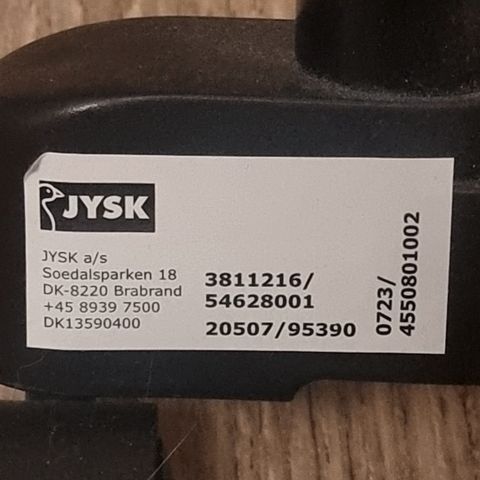 JYSK
JYSK a/s
Soedalsparken 18
DK-8220 Brabrand
+45 8939 7500
DK13590400
3811216/
54628001
20507/95390
0723/
4550801002